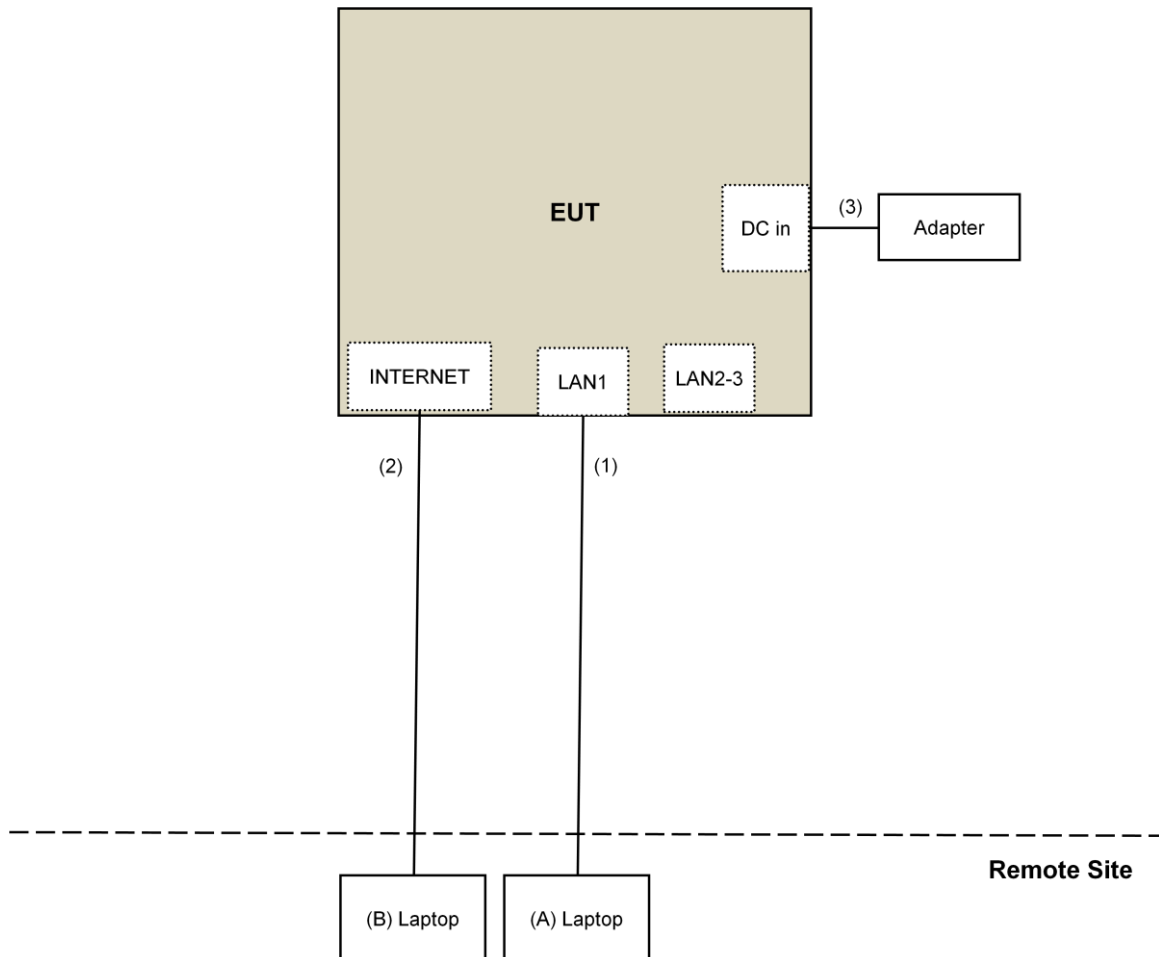 EUT
DC in
(3)
Adapter
INTERNET
LAN1
LAN2-3
(2)
(1)
Remote Site
(B) Laptop
(A) Laptop